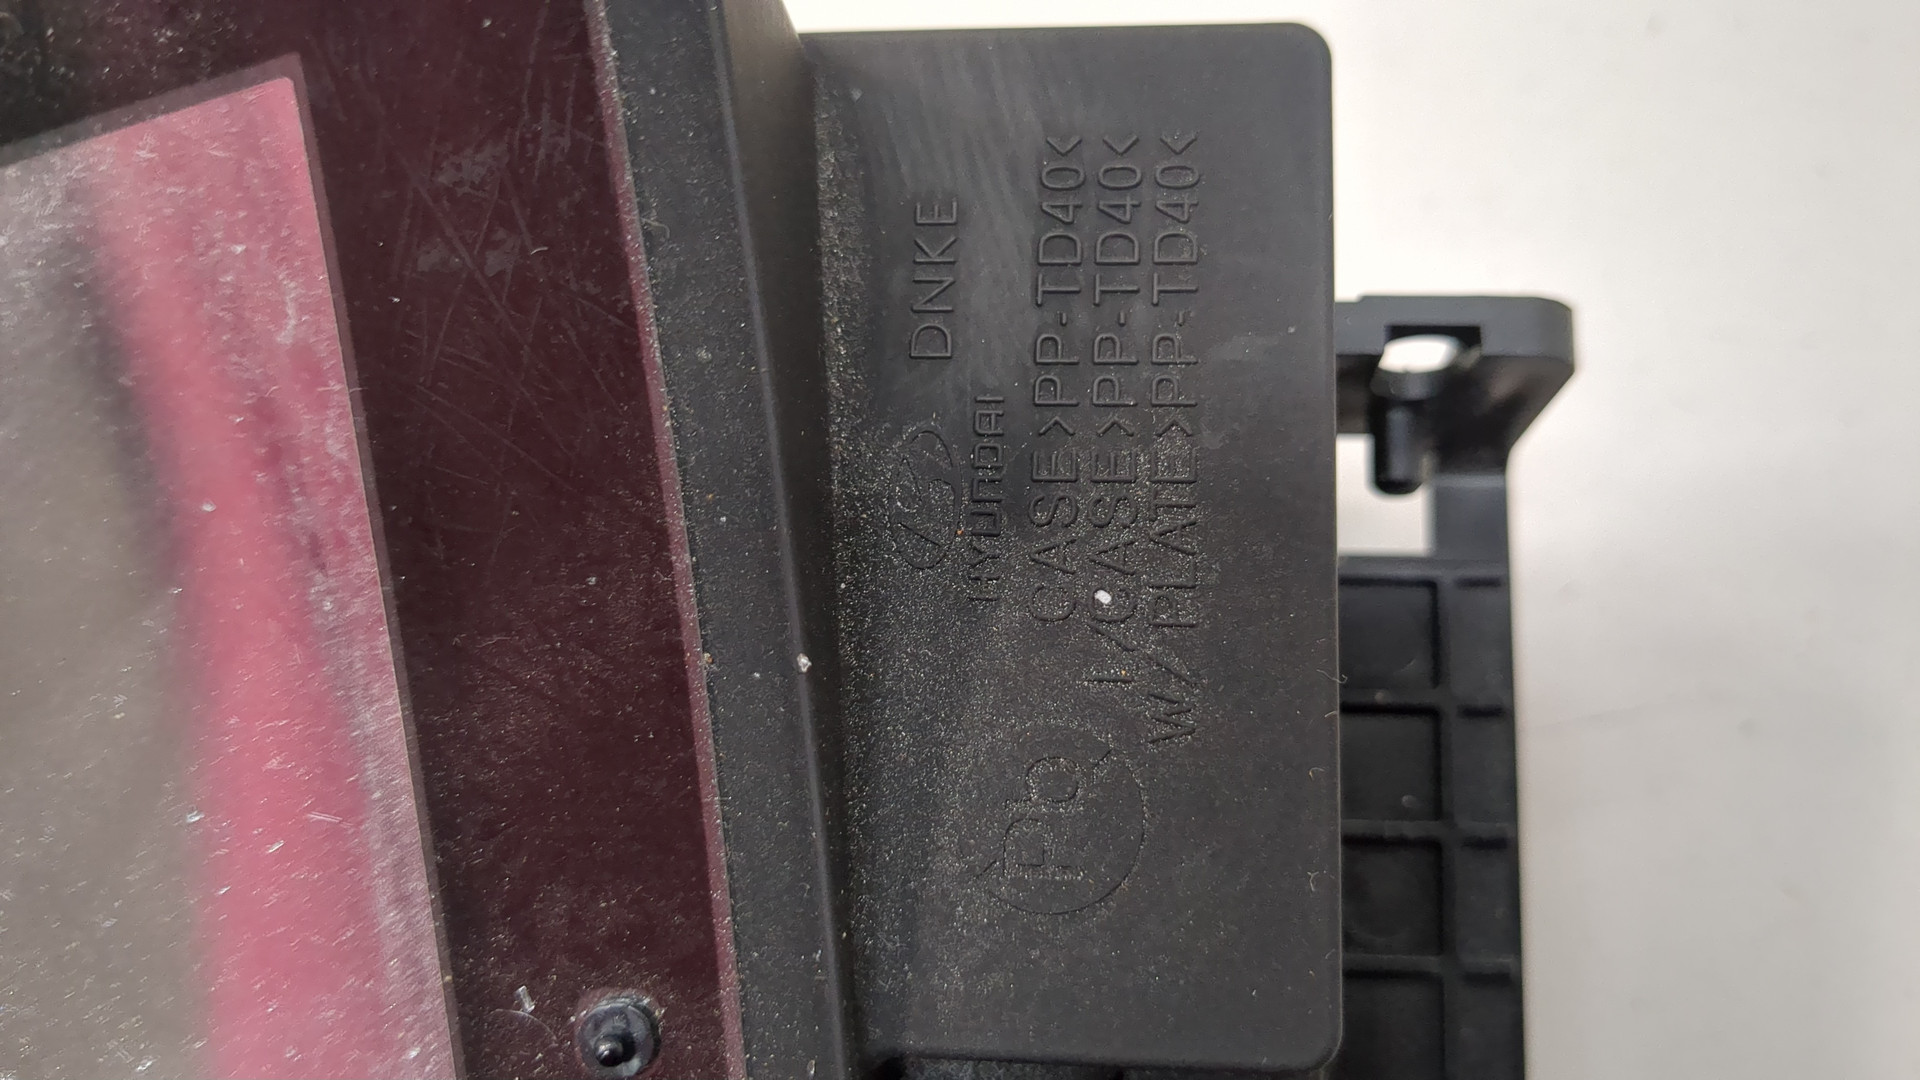 DNKE
HYUNDAI
CASE>PP-TD40<
I/CASE>PP-TD40<
W/PLATE>PP-TD40<
Pb